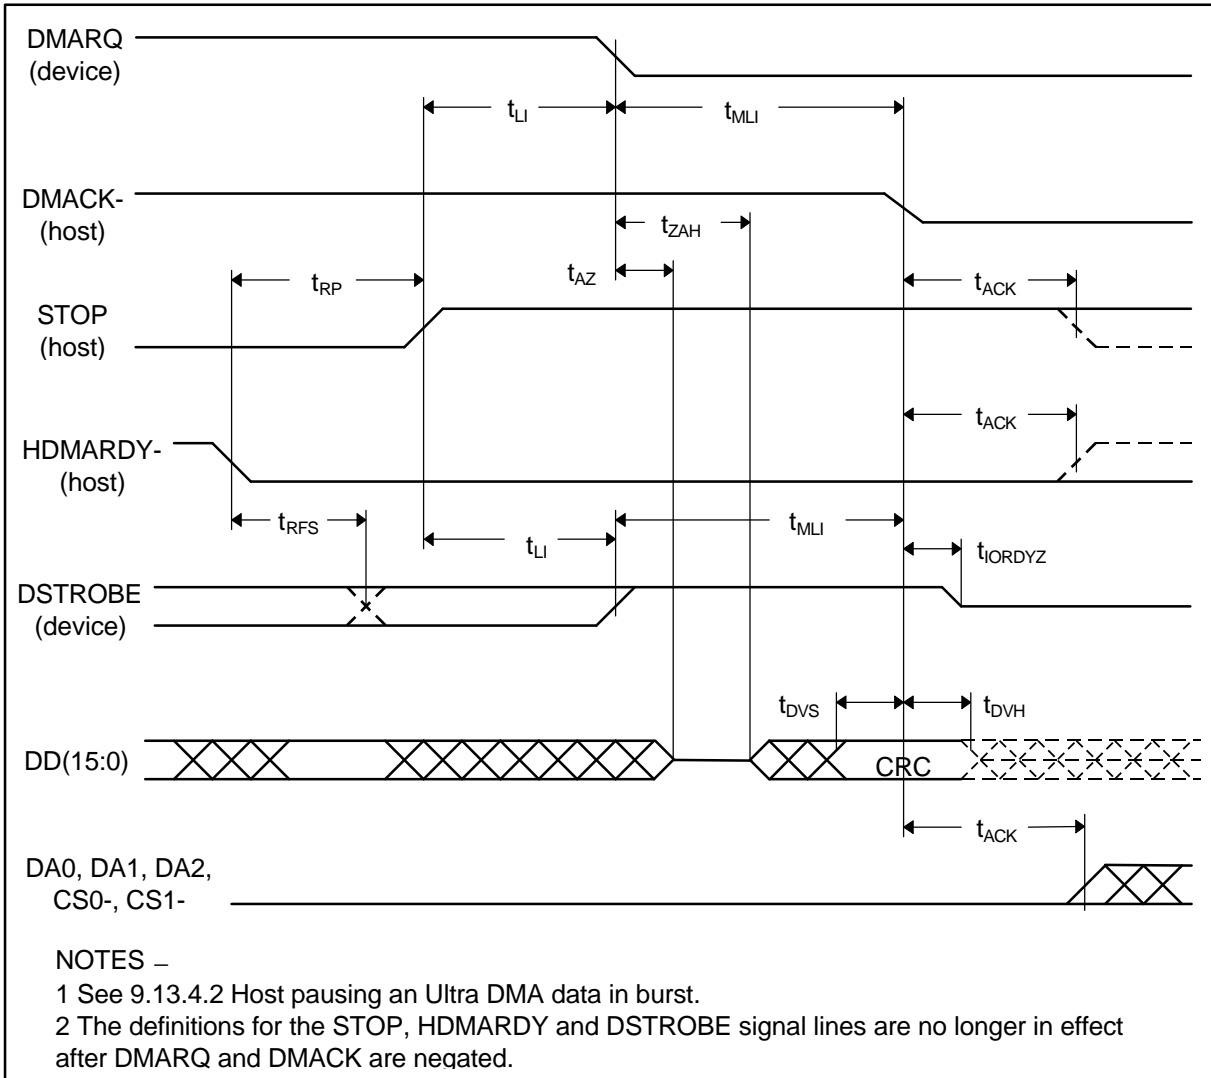 DMARQ
(device)
tLI
tMLI
DMACK-
(host)
tZAH
tAZ
tRP
tACK
STOP
(host)
tACK
HDMARDY-
(host)
tRFS
tLI
tMLI
tIORDYZ
DSTROBE
(device)
tDVS
tDVH
DD(15:0)
CRC
tACK
DA0, DA1, DA2,
CS0-, CS1-
NOTES –
1 See 9.13.4.2 Host pausing an Ultra DMA data in burst.
2 The definitions for the STOP, HDMARDY and DSTROBE signal lines are no longer in effect
after DMARQ and DMACK are negated.